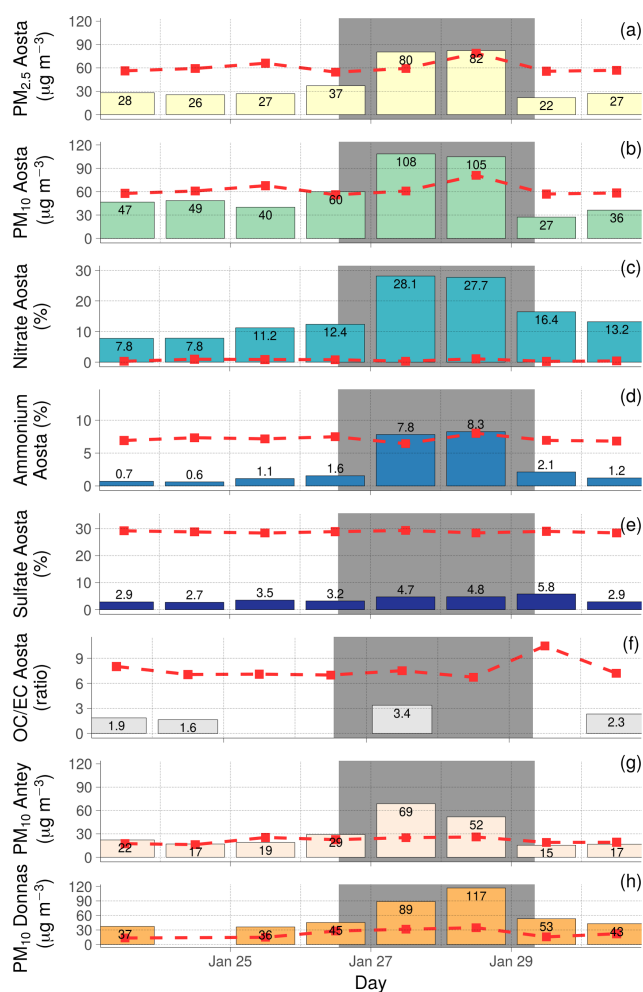 (a)
PM2.5 Aosta
(μg m−3)
120
90
60
30
0
28 26 27 37 80 82 22 27
(b)
PM10 Aosta
(μg m−3)
120
90
60
30
0
47 49 40 60 108 105 27 36
(c)
Nitrate Aosta
(%)
30
20
10
0
7.8 7.8 11.2 12.4 28.1 27.7 16.4 13.2
(d)
Ammonium
Aosta (%)
10
5
0
0.7 0.6 1.1 1.6 7.8 8.3 2.1 1.2
(e)
Sulfate Aosta
(%)
30
20
10
0
2.9 2.7 3.5 3.2 4.7 4.8 5.8 2.9
(f)
OC/EC Aosta
(ratio)
9
6
3
0
1.9 1.6 3.4 2.3
(g)
PM10 Antey
(μg m−3)
120
90
60
30
0
22 17 19 29 69 52 15 17
(h)
PM10 Donnas
(μg m−3)
120
90
60
30
0
37 36 45 89 117 53 43
Jan 25 Jan 27 Jan 29
Day